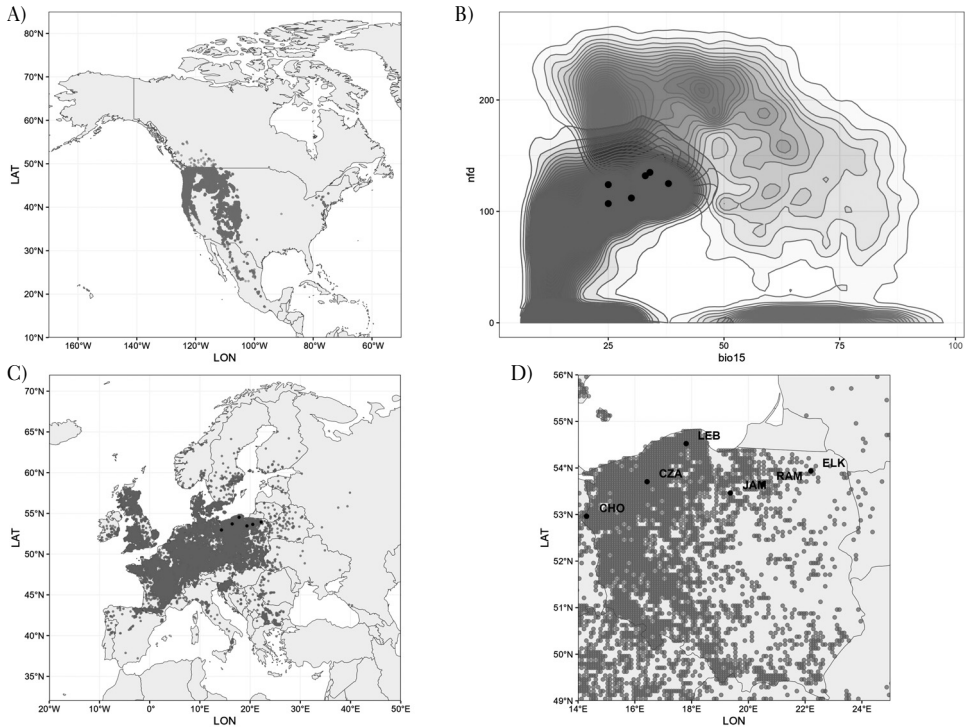 A)
80°N
70°N
60°N
50°N
40°N
30°N
20°N
10°N
LAT
160°W 140°W 120°W 100°W 80°W 60°W
LON
B)
200
100
0
nfd
25 50 75 100
bio15
C)
70°N
65°N
60°N
55°N
50°N
45°N
40°N
35°N
LAT
20°W 10°W 0° 10°E 20°E 30°E 40°E 50°E
LON
D)
56°N
55°N
54°N
53°N
52°N
51°N
50°N
49°N
LAT
LEB
ELK
CZA
RAM
JAM
CHO
14°E 16°E 18°E 20°E 22°E 24°E
LON